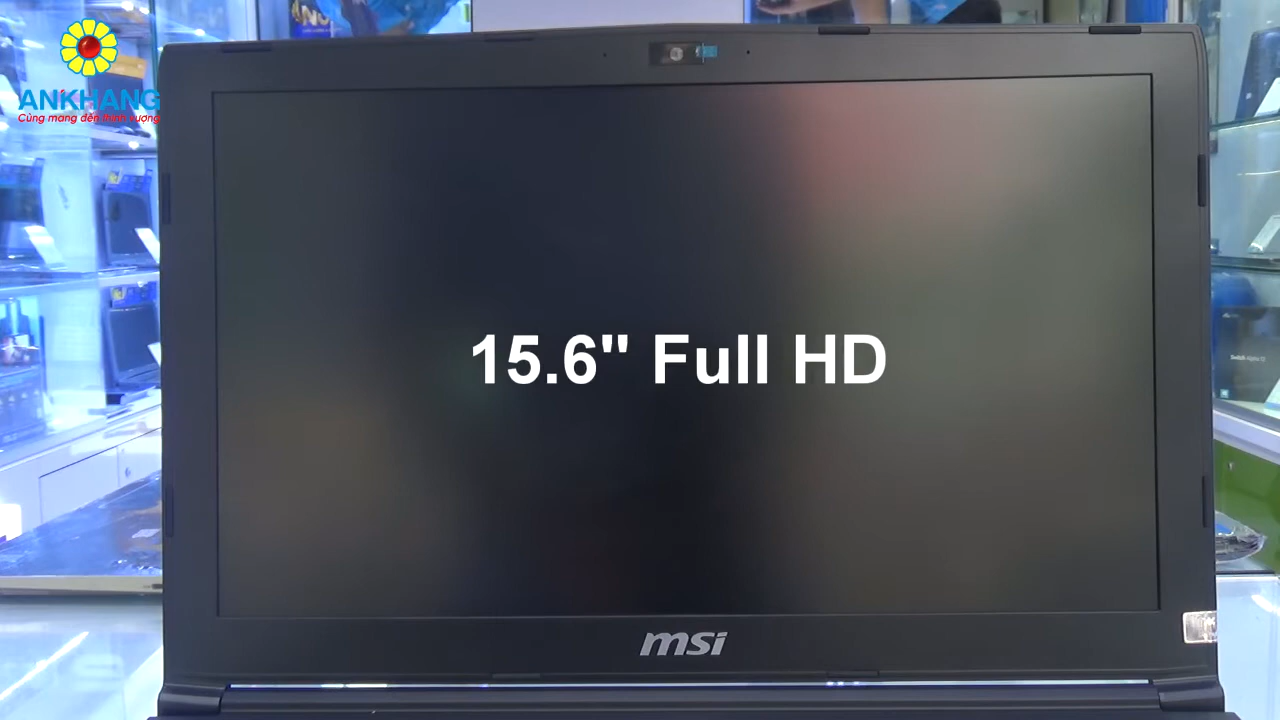 ANKHANG
Cùng mang đến thịnh vượng
15.6" Full HD
msi